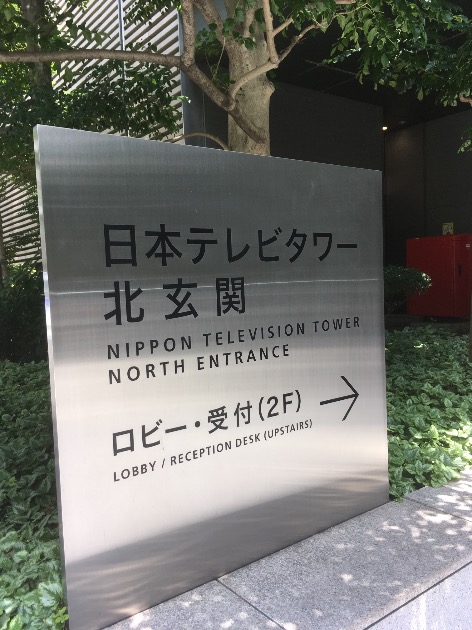 日本テレビタワー
北玄関
NIPPON TELEVISION TOWER
NORTH ENTRANCE
ロビー・受付(2F) →
LOBBY / RECEPTION DESK (UPSTAIRS)